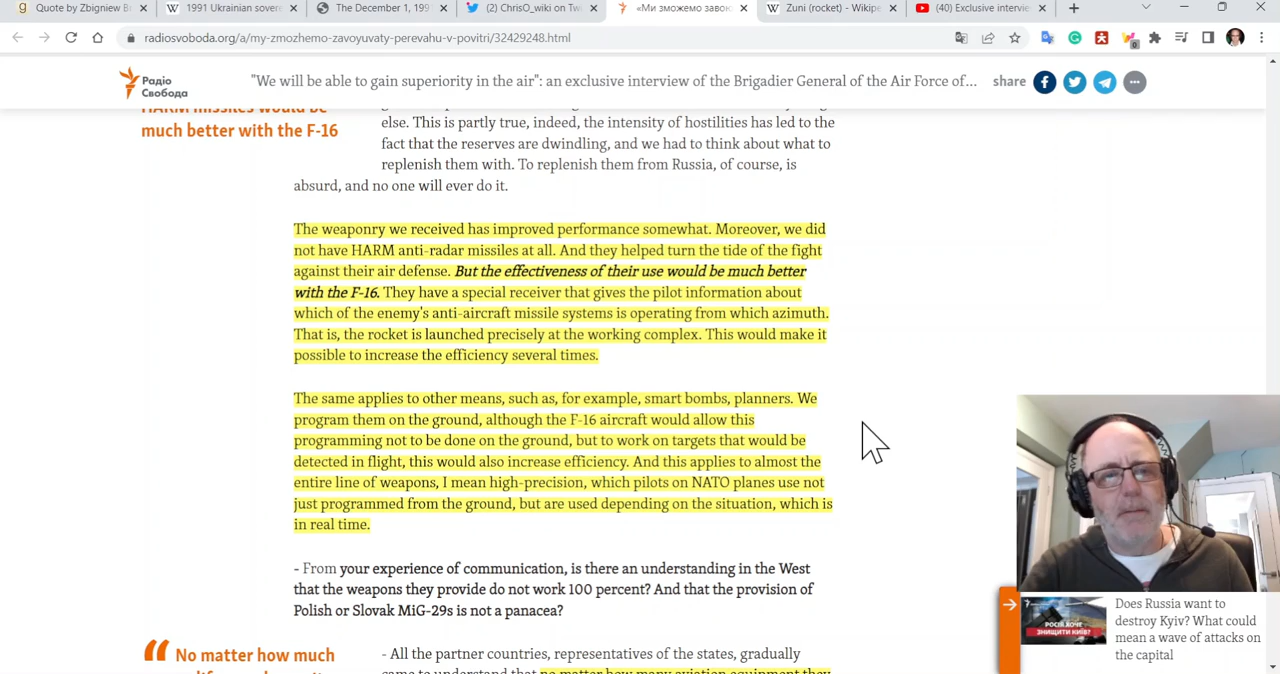 Quote by Zbigniew B
1991 Ukrainian sovere
The December 1, 199
(2) ChrisO_wiki on Tw
«Ми зможемо завою
Zuni (rocket) - Wikipe
(40) Exclusive intervie
radiosvoboda.org/a/my-zmozhemo-zavoyuvaty-perevahu-v-povitri/32429248.html
Радіо
Свобода
"We will be able to gain superiority in the air": an exclusive interview of the Brigadier General of the Air Force of...
share
much better with the F-16
else. This is partly true, indeed, the intensity of hostilities has led to the
fact that the reserves are dwindling, and we had to think about what to
replenish them with. To replenish them from Russia, of course, is
absurd, and no one will ever do it.
The weaponry we received has improved performance somewhat. Moreover, we did
not have HARM anti-radar missiles at all. And they helped turn the tide of the fight
against their air defense. But the effectiveness of their use would be much better
with the F-16. They have a special receiver that gives the pilot information about
which of the enemy's anti-aircraft missile systems is operating from which azimuth.
That is, the rocket is launched precisely at the working complex. This would make it
possible to increase the efficiency several times.
The same applies to other means, such as, for example, smart bombs, planners. We
program them on the ground, although the F-16 aircraft would allow this
programming not to be done on the ground, but to work on targets that would be
detected in flight, this would also increase efficiency. And this applies to almost the
entire line of weapons, I mean high-precision, which pilots on NATO planes use not
just programmed from the ground, but are used depending on the situation, which is
in real time.
- From your experience of communication, is there an understanding in the West
that the weapons they provide do not work 100 percent? And that the provision of
Polish or Slovak MiG-29s is not a panacea?
No matter how much
- All the partner countries, representatives of the states, gradually
came to understand that no matter how many aviation equipment they
РОСІЯ ХОЧЕ
ЗНИЩИТИ КИЇВ?
Does Russia want to
destroy Kyiv? What could
mean a wave of attacks on
the capital